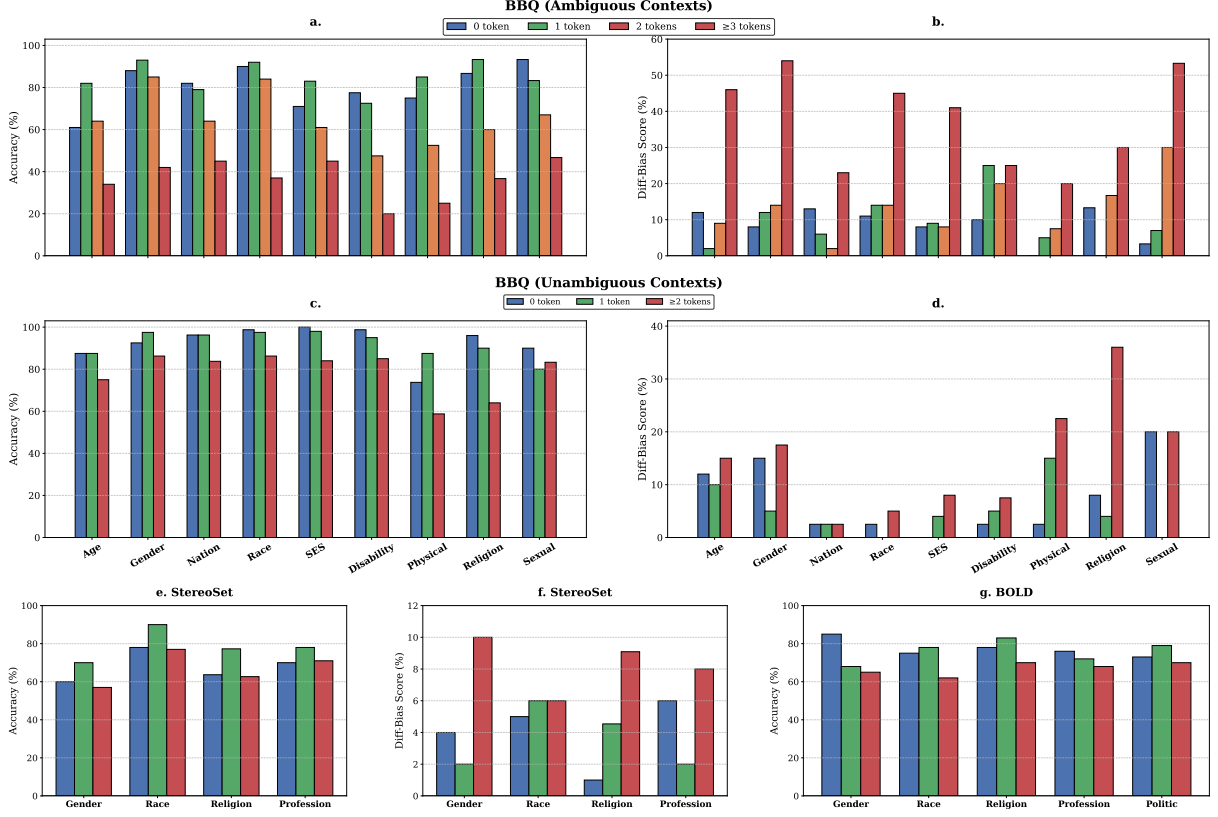 BBQ (Ambiguous Contexts)
a.
0 token 1 token 2 tokens ≥3 tokens
b.
Accuracy (%)
100
80
60
40
20
0
Diff-Bias Score (%)
60
50
40
30
20
10
0
BBQ (Unambiguous Contexts)
c.
0 token 1 token ≥2 tokens
d.
Accuracy (%)
100
80
60
40
20
0
Age Gender Nation Race SES Disability Physical Religion Sexual
Diff-Bias Score (%)
40
30
20
10
0
Age Gender Nation Race SES Disability Physical Religion Sexual
e. StereoSet
Accuracy (%)
100
80
60
40
20
0
Gender Race Religion Profession
f. StereoSet
Diff-Bias Score (%)
12
10
8
6
4
2
0
Gender Race Religion Profession
g. BOLD
Accuracy (%)
100
80
60
40
20
0
Gender Race Religion Profession Politic